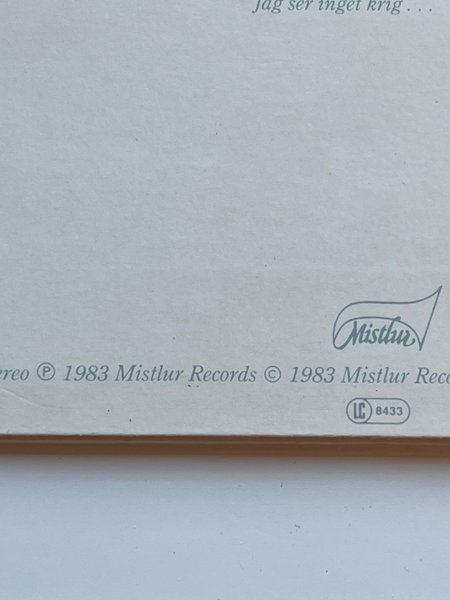 Jag ser inget krig . . .
Mistlur
ereo Ⓟ 1983 Mistlur Records © 1983 Mistlur Reco
LC 8433